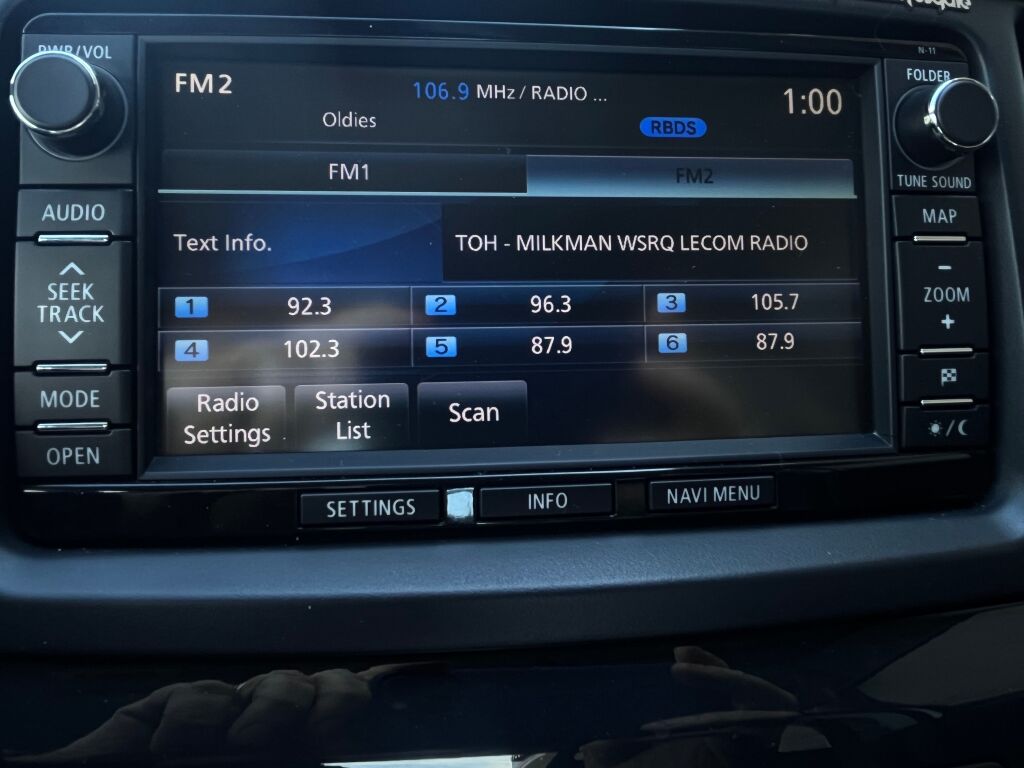 N-11
PWR/VOL
FOLDER
TUNE SOUND
FM2
106.9 MHz / RADIO ...
1:00
Oldies
RBDS
FM1
FM2
AUDIO
MAP
Text Info.
TOH - MILKMAN WSRQ LECOM RADIO
SEEK
TRACK
-
ZOOM
+
1 92.3
2 96.3
3 105.7
4 102.3
5 87.9
6 87.9
MODE
OPEN
Radio
Settings
Station
List
Scan
SETTINGS
INFO
NAVI MENU